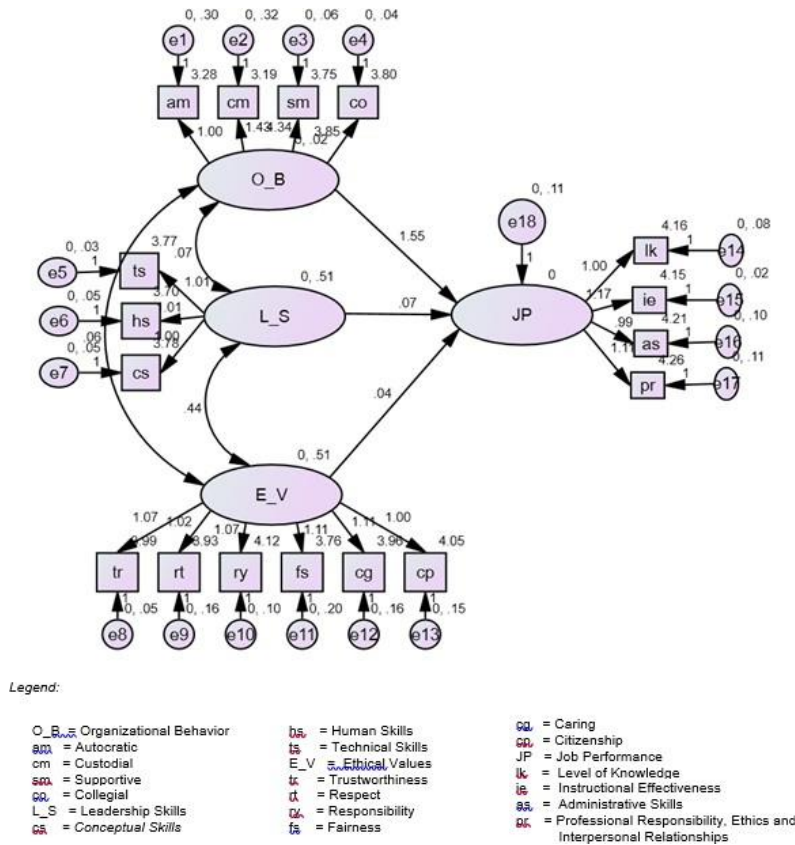 0, .30 0, .32 0, .06 0, .04
e1 e2 e3 e4
1 1 1 1
3.28 3.19 3.75 3.80
am cm sm co
1.00 1.43 4.34 3.85
0, .02
O_B
0, .11
e18
1
1.55
0, .03
e5 1 3.77
ts
.07
1.01
0, .51
0, .05
e6 1 3.70
hs
1.01
L_S
.07
.06
0, .05
e7 1 3.78
cs
1.00
0
JP
4.16 0, .08
lk 1 e14
1.00
4.15 0, .02
ie 1 e15
1.17
4.21 0, .10
as 1 e16
.99
4.26 0, .11
pr 1 e17
1.11
.44
.04
0, .51
E_V
1.07 1.02 1.07 1.11 1.11 1.00
3.93 4.12 3.76 3.96 4.05
tr rt ry fs cg cp
1 1 1 1 1 1
0, .05 0, .16 0, .10 0, .20 0, .16 0, .15
e8 e9 e10 e11 e12 e13
Legend:
O_B = Organizational Behavior
am = Autocratic
cm = Custodial
sm = Supportive
co = Collegial
L_S = Leadership Skills
cs = Conceptual Skills
hs = Human Skills
ts = Technical Skills
E_V = Ethical Values
tr = Trustworthiness
rt = Respect
ry = Responsibility
fs = Fairness
cg = Caring
cp = Citizenship
JP = Job Performance
lk = Level of Knowledge
ie = Instructional Effectiveness
as = Administrative Skills
pr = Professional Responsibility, Ethics and
Interpersonal Relationships